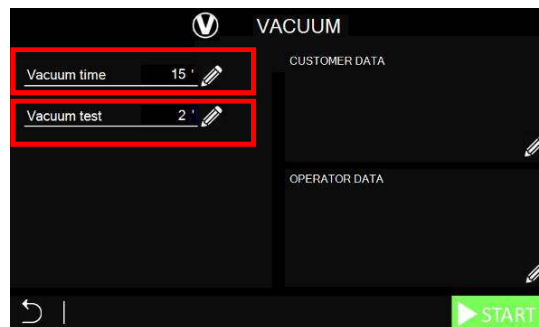 V VACUUM
Vacuum time 15 '
Vacuum test 2 '
CUSTOMER DATA
OPERATOR DATA
START